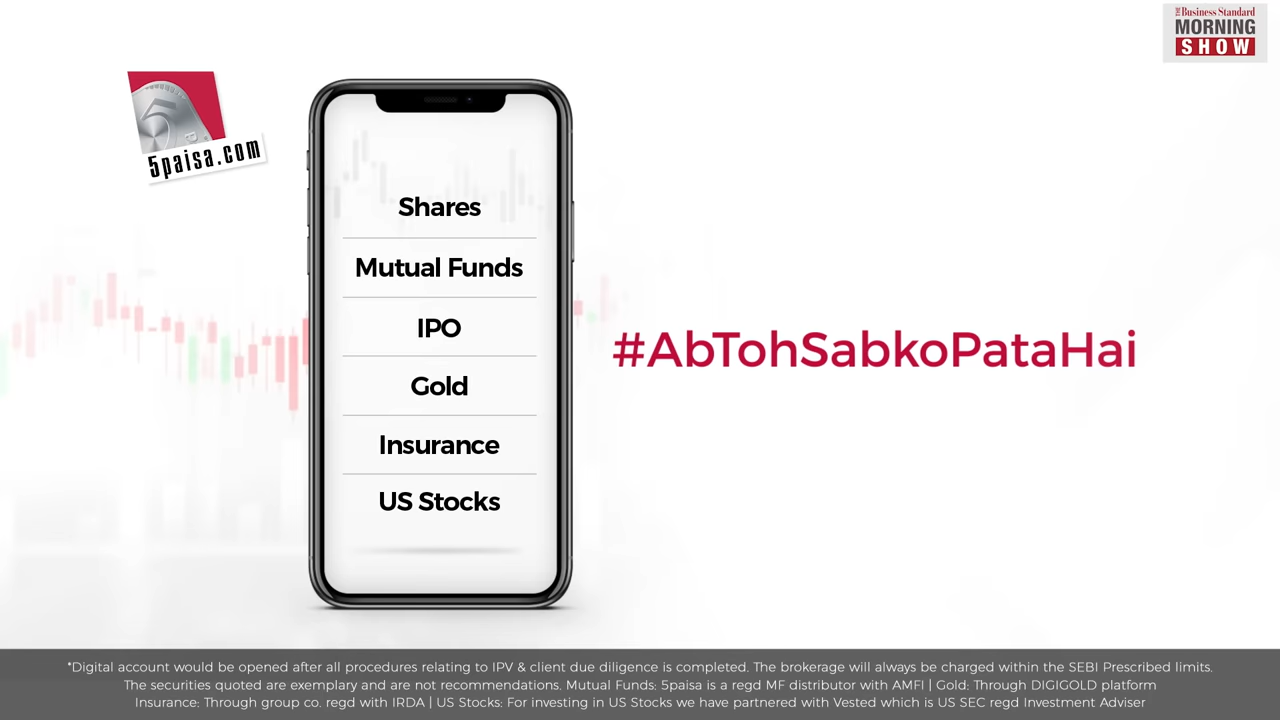 THE Business Standard
MORNING
SHOW
5
5paisa.com
Shares
Mutual Funds
IPO
Gold
Insurance
US Stocks
#AbTohSabkoPataHai
*Digital account would be opened after all procedures relating to IPV & client due diligence is completed. The brokerage will always be charged within the SEBI Prescribed limits.
The securities quoted are exemplary and are not recommendations. Mutual Funds: 5paisa is a regd MF distributor with AMFI | Gold: Through DIGIGOLD platform
Insurance: Through group co. regd with IRDA | US Stocks: For investing in US Stocks we have partnered with Vested which is US SEC regd Investment Adviser